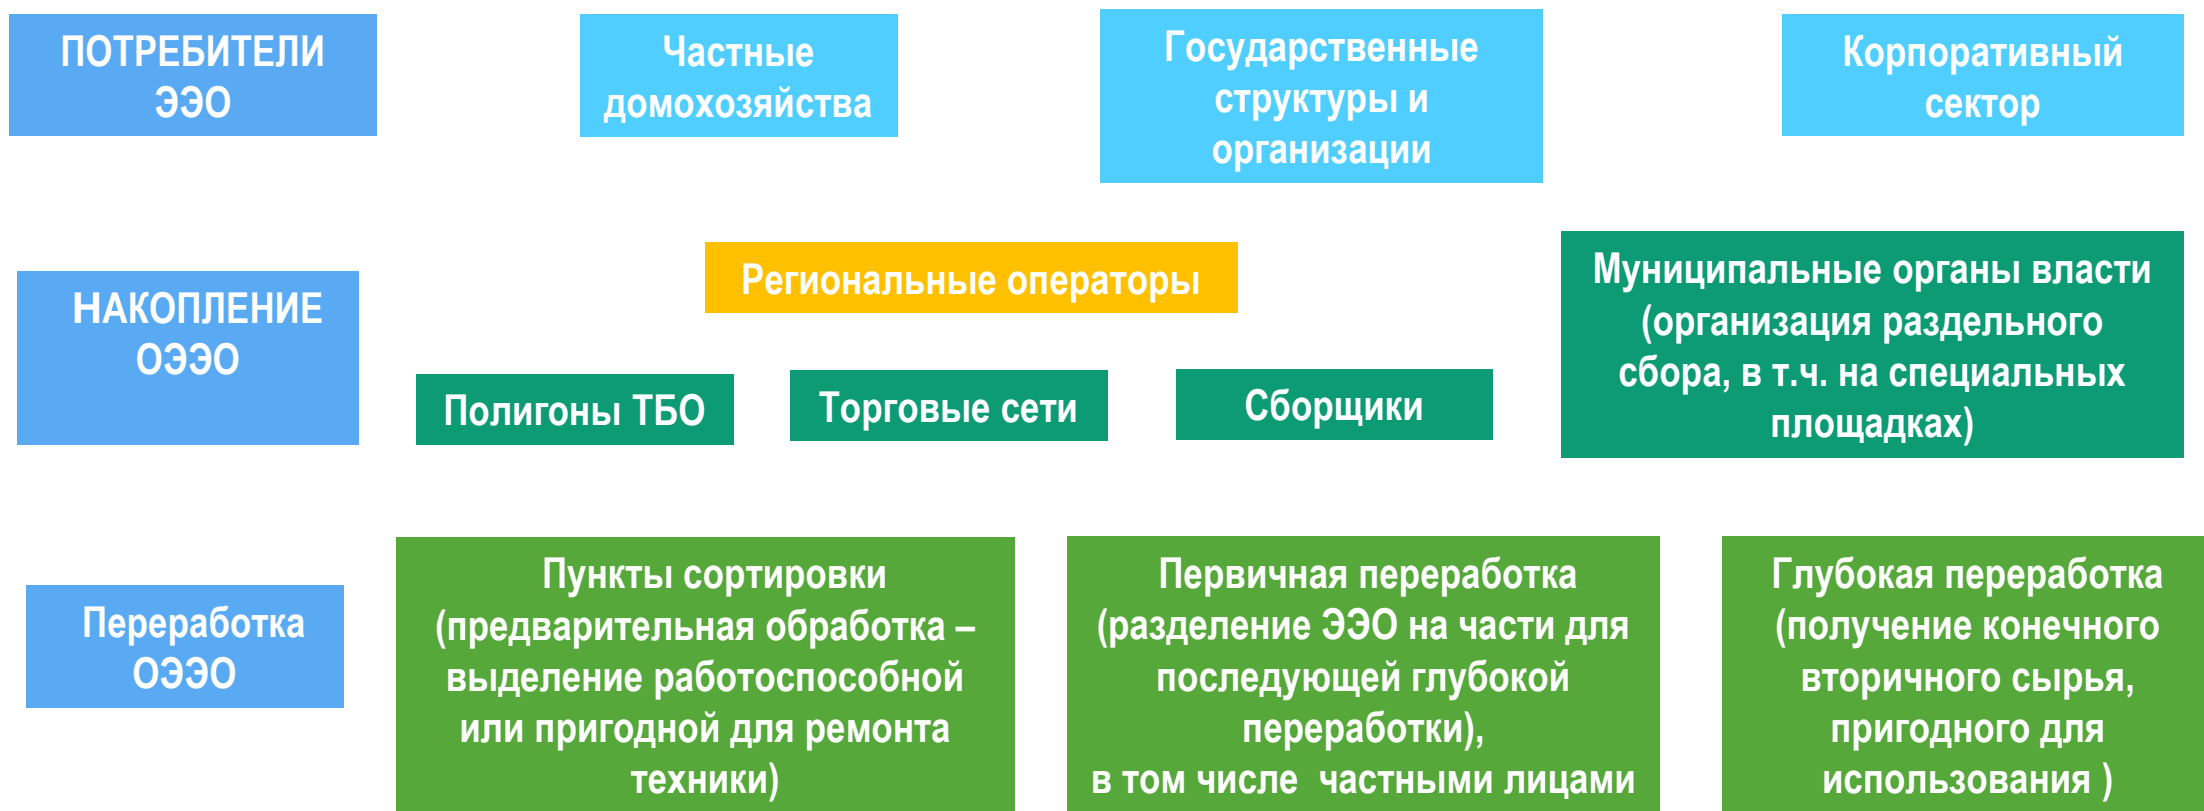 ПОТРЕБИТЕЛИ
ЭЭО
Частные
домохозяйства
Государственные
структуры и
организации
Корпоративный
сектор
НАКОПЛЕНИЕ
ОЭЭО
Региональные операторы
Полигоны ТБО
Торговые сети
Сборщики
Муниципальные органы власти
(организация раздельного
сбора, в т.ч. на специальных
площадках)
Переработка
ОЭЭО
Пункты сортировки
(предварительная обработка –
выделение работоспособной
или пригодной для ремонта
техники)
Первичная переработка
(разделение ЭЭО на части для
последующей глубокой
переработки),
в том числе частными лицами
Глубокая переработка
(получение конечного
вторичного сырья,
пригодного для
использования )